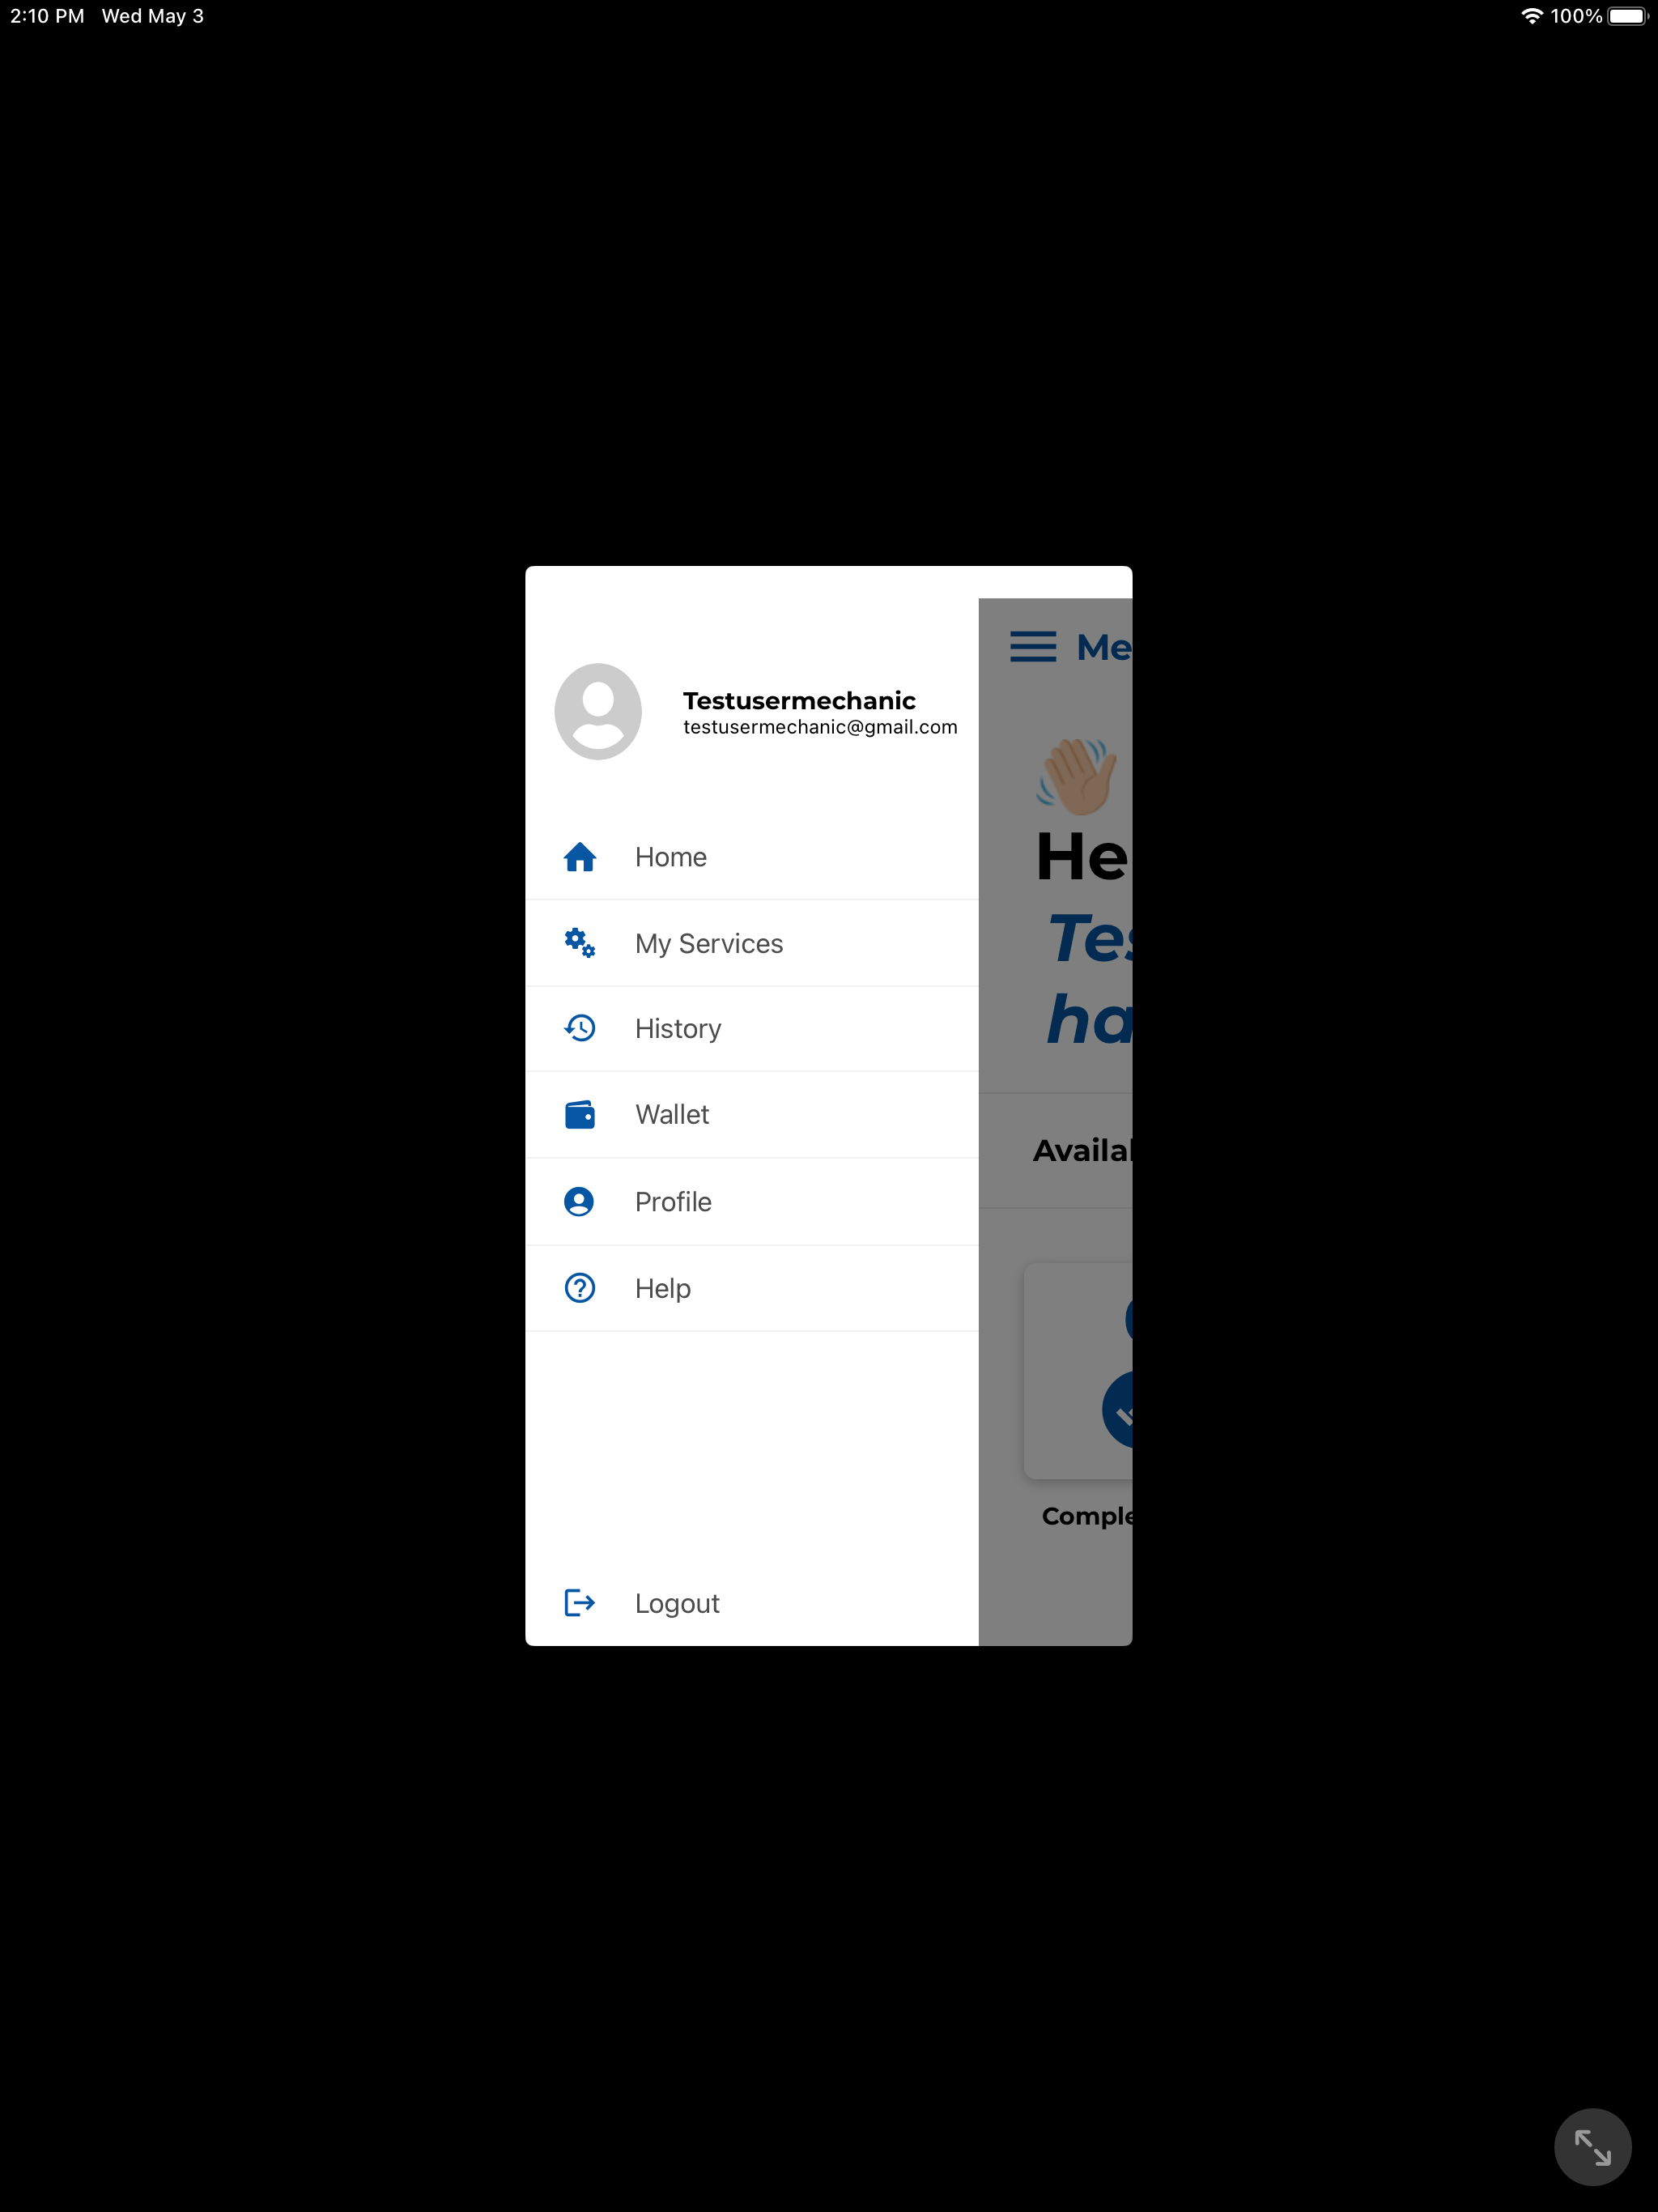 2:10 PM Wed May 3
100%
Testusermechanic
testusermechanic@gmail.com
Home
My Services
History
Wallet
Profile
Help
Logout
Me
He
Tes
ha
Availa
Comple